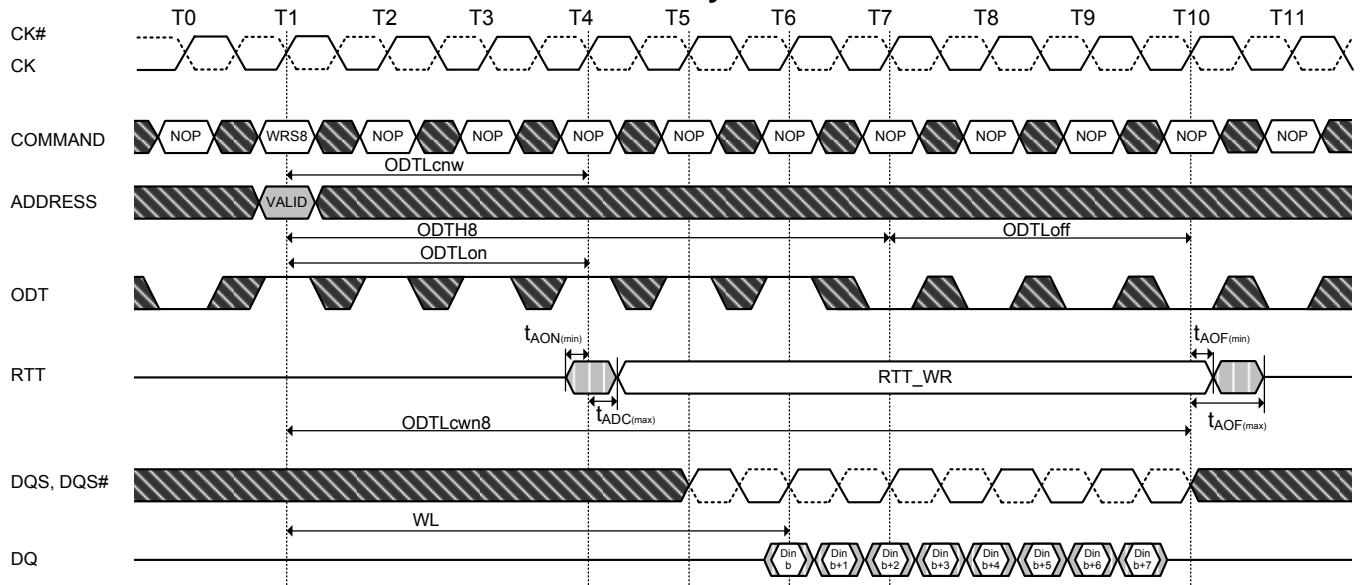 T0 T1 T2 T3 T4 T5 T6 T7 T8 T9 T10 T11
CK#
CK
COMMAND NOP WRS8 NOP NOP NOP NOP NOP NOP NOP NOP NOP NOP
ODTLcnw
ADDRESS VALID
ODTH8 ODTLoff
ODTLon
ODT
tAON(min) tAOF(min)
RTT RTT_WR
tADC(max) tAOF(max)
ODTLcwn8
DQS, DQS#
WL
DQ Din b Din b+1 Din b+2 Din b+3 Din b+4 Din b+5 Din b+6 Din b+7